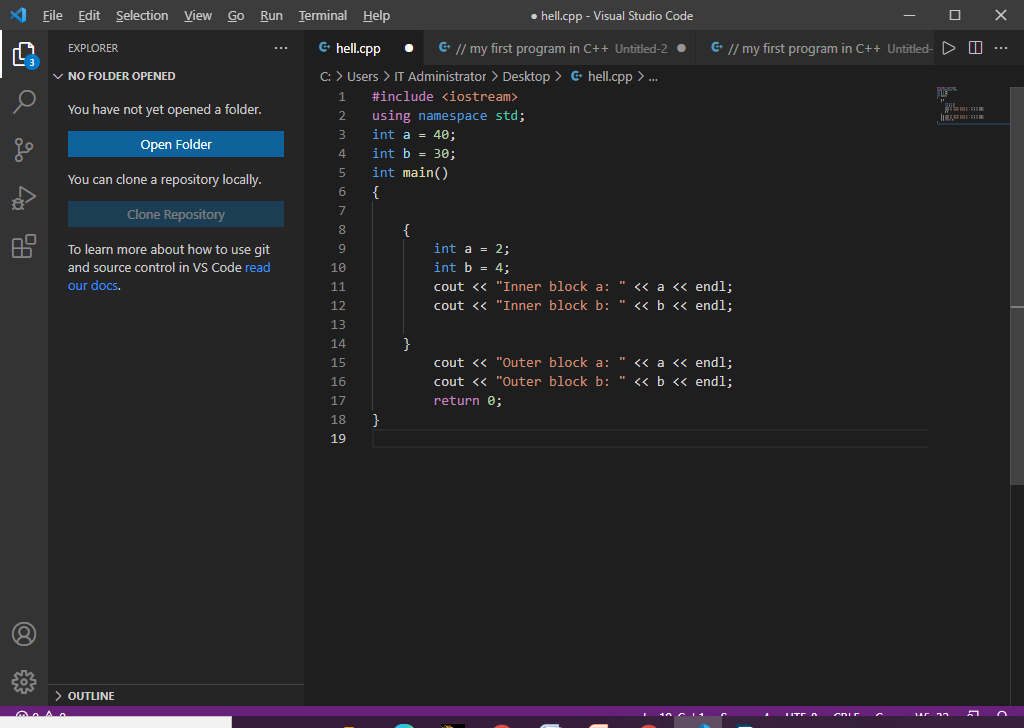 File Edit Selection View Go Run Terminal Help ● hell.cpp - Visual Studio Code
EXPLORER
hell.cpp
// my first program in C++ Untitled-2
// my first program in C++ Untitled-
3
NO FOLDER OPENED
You have not yet opened a folder.
Open Folder
You can clone a repository locally.
Clone Repository
To learn more about how to use git
and source control in VS Code read
our docs.
OUTLINE
C: > Users > IT Administrator > Desktop > hell.cpp > ...
1 #include <iostream>
2 using namespace std;
3 int a = 40;
4 int b = 30;
5 int main()
6 {
7
8 {
9 int a = 2;
10 int b = 4;
11 cout << "Inner block a: " << a << endl;
12 cout << "Inner block b: " << b << endl;
13
14 }
15 cout << "Outer block a: " << a << endl;
16 cout << "Outer block b: " << b << endl;
17 return 0;
18 }
19